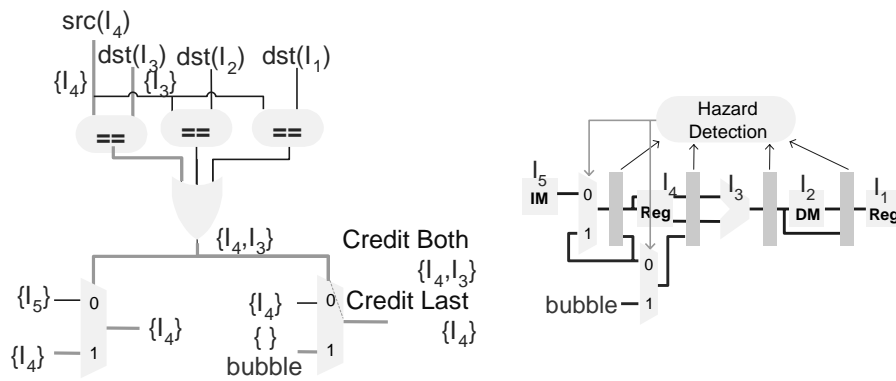 src(I₄)
dst(I₃) dst(I₂) dst(I₁)
{I₄} {I₃}
== == ==
{I₄,I₃}
Credit Both
{I₄,I₃}
{I₅} 0
{I₄}
{I₄} 1
{I₄} 0
Credit Last
{I₄}
{ } 1
bubble
Hazard
Detection
I₅ I₄ I₃ I₂ I₁
IM 0 Reg DM Reg
1
0
bubble 1